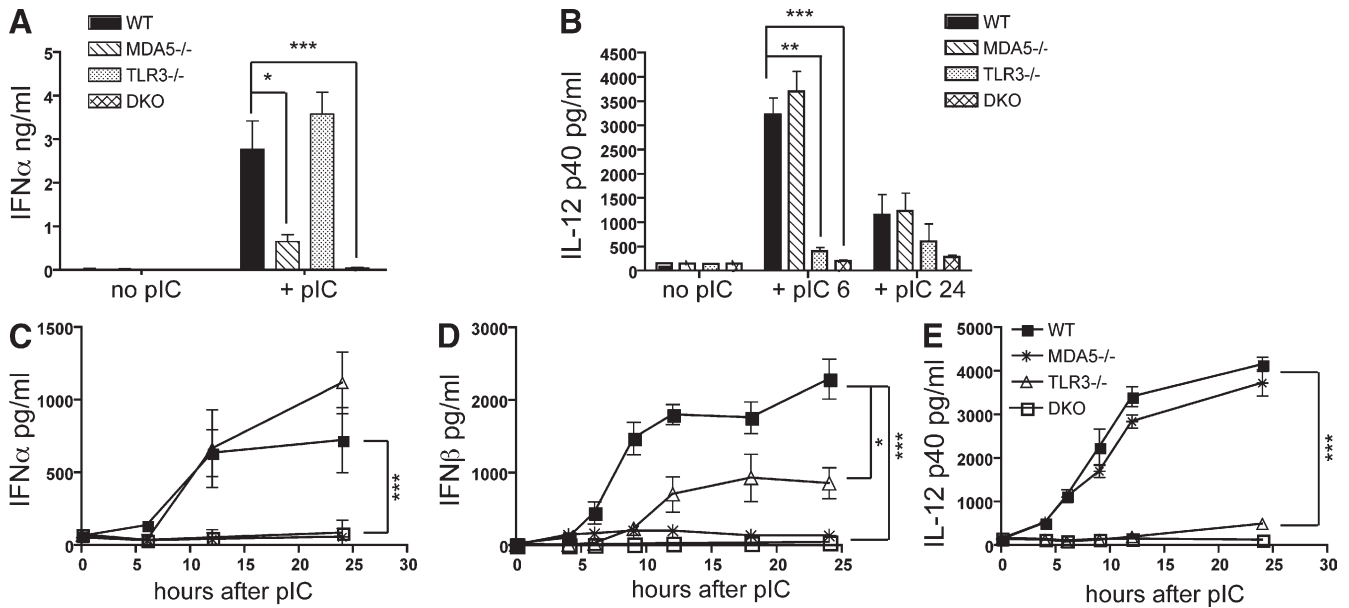 A
WT
MDA5-/-
TLR3-/-
DKO
IFNα ng/ml
5
4
3
2
1
0
***
*
no pIC
+ pIC
B
WT
MDA5-/-
TLR3-/-
DKO
IL-12 p40 pg/ml
4500
4000
3500
3000
2500
2000
1500
1000
500
0
***
**
no pIC
+ pIC 6
+ pIC 24
C
IFNα pg/ml
1500
1000
500
0
***
0 5 10 15 20 25 30
hours after pIC
D
IFNβ pg/ml
3000
2000
1000
0
*
***
0 5 10 15 20 25
hours after pIC
E
WT
MDA5-/-
TLR3-/-
DKO
IL-12 p40 pg/ml
5000
4000
3000
2000
1000
0
***
0 5 10 15 20 25 30
hours after pIC